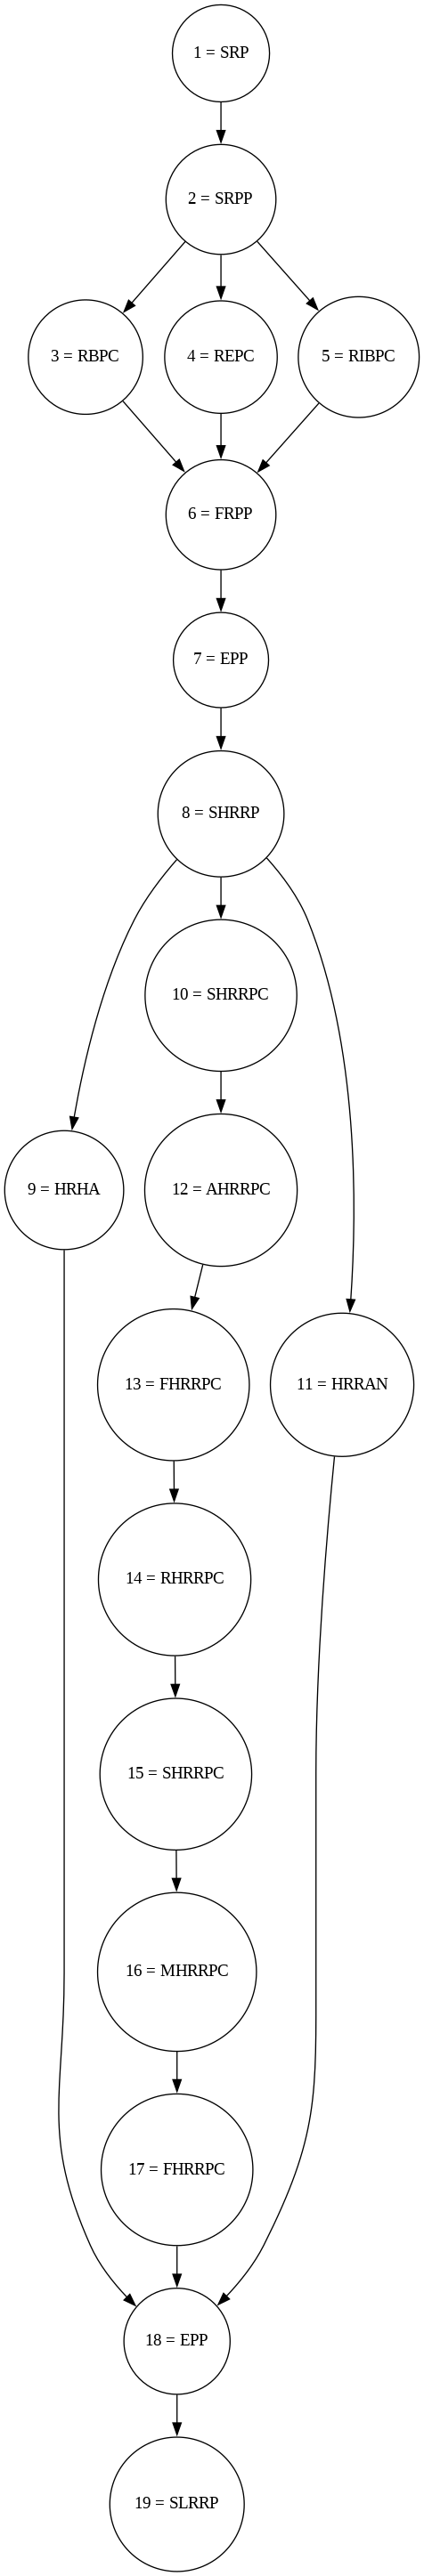 1 = SRP
2 = SRPP
3 = RBPC
4 = REPC
5 = RIBPC
6 = FRPP
7 = EPP
8 = SHRRP
10 = SHRRPC
9 = HRHA
12 = AHRRPC
13 = FHRRPC
11 = HRRAN
14 = RHRRPC
15 = SHRRPC
16 = MHRRPC
17 = FHRRPC
18 = EPP
19 = SLRRP